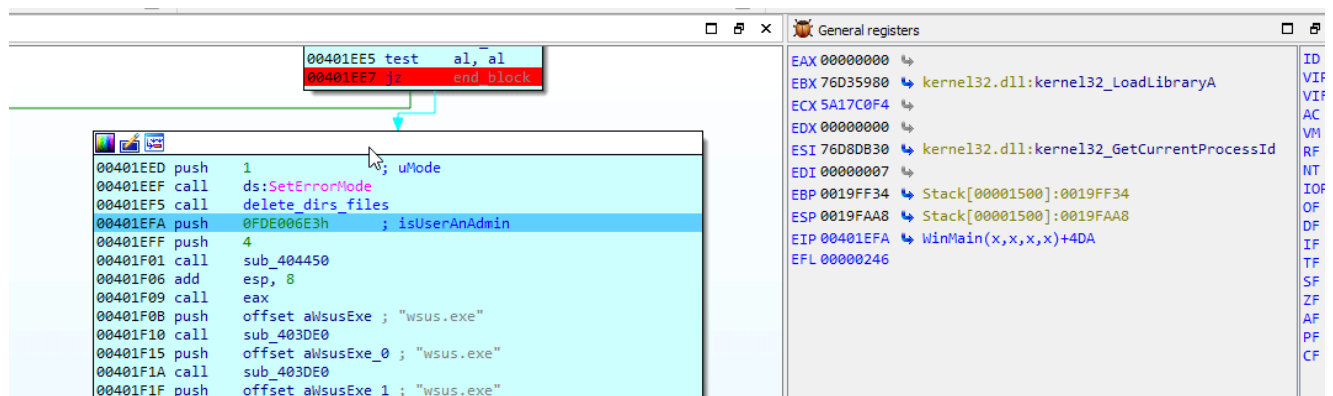 00401EE5 test al, al
00401EE7 jz end_block
00401EED push 1 ; uMode
00401EEF call ds:SetErrorMode
00401EF5 call delete_dirs_files
00401EFA push 0FDE006E3h ; isUserAnAdmin
00401EFF push 4
00401F01 call sub_404450
00401F06 add esp, 8
00401F09 call eax
00401F0B push offset aWsusExe ; "wsus.exe"
00401F10 call sub_403DE0
00401F15 push offset aWsusExe_0 ; "wsus.exe"
00401F1A call sub_403DE0
00401F1F push offset aWsusExe_1 ; "wsus.exe"
General registers
EAX 00000000
EBX 76D35980 kernel32.dll:kernel32_LoadLibraryA
ECX 5A17C0F4
EDX 00000000
ESI 76D8DB30 kernel32.dll:kernel32_GetCurrentProcessId
EDI 00000007
EBP 0019FF34 Stack[00001500]:0019FF34
ESP 0019FAA8 Stack[00001500]:0019FAA8
EIP 00401EFA WinMain(x,x,x,x)+4DA
EFL 00000246
ID
VIP
VIF
AC
VM
RF
NT
IOP
OF
DF
IF
TF
SF
ZF
AF
PF
CF